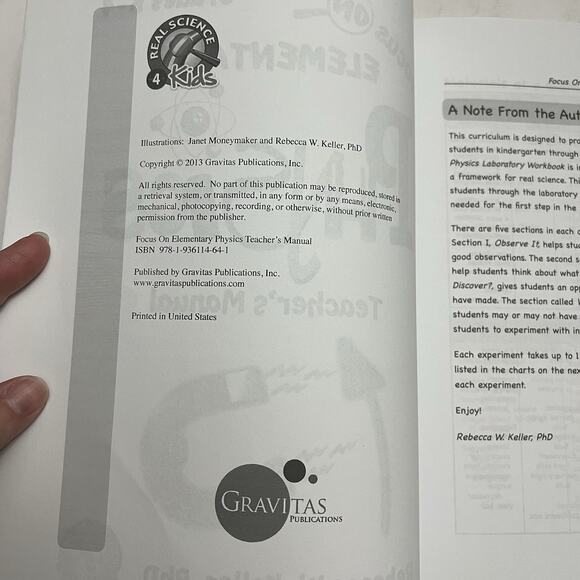 REAL SCIENCE
4
Kids
Illustrations: Janet Moneymaker and Rebecca W. Keller, PhD
Copyright © 2013 Gravitas Publications, Inc.
All rights reserved. No part of this publication may be reproduced, stored in
a retrieval system, or transmitted, in any form or by any means, electronic,
mechanical, photocopying, recording, or otherwise, without prior written
permission from the publisher.
Focus On Elementary Physics Teacher's Manual
ISBN 978-1-936114-64-1
Published by Gravitas Publications, Inc.
www.gravitaspublications.com
Printed in United States
GRAVITAS
PUBLICATIONS
Focus On
A Note From the Aut
This curriculum is designed to pro
students in kindergarten through
Physics Laboratory Workbook is i
a framework for real science. Thi
students through the laboratory
needed for the first step in the
There are five sections in each
Section I, Observe It, helps stud
good observations. The second s
help students think about what
Discover?, gives students an op
have made. The section called
students may or may not have
students to experiment with in
Each experiment takes up to 1
listed in the charts on the nex
each experiment.
Enjoy!
Rebecca W. Keller, PhD